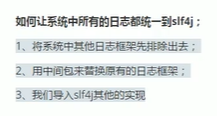 如何让系统中所有的日志都统一到slf4j;
1、将系统中其他日志框架先排除出去;
2、用中间包来替换原有的日志框架;
3、我们导入slf4j其他的实现